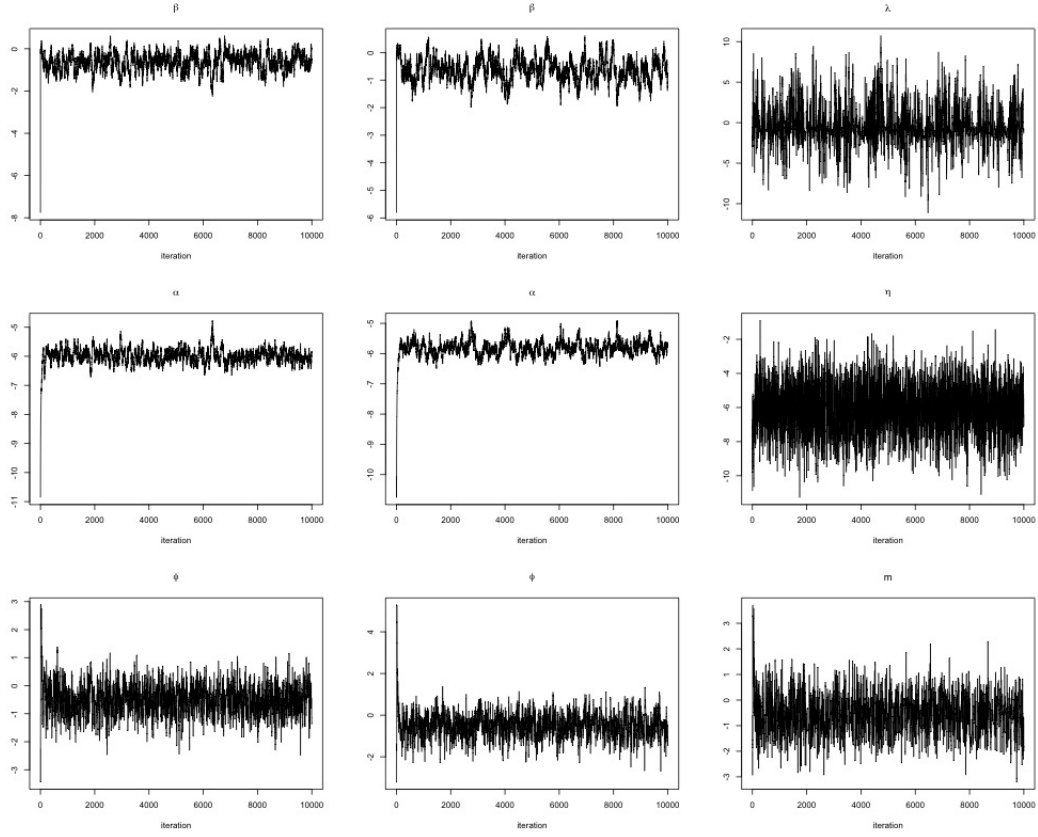 β β λ
0 -2 -4 -6 -8
0 -1 -2 -3 -4 -5 -6
10 5 0 -5 -10
0 2000 4000 6000 8000 10000 0 2000 4000 6000 8000 10000 0 2000 4000 6000 8000 10000
iteration iteration iteration
α α η
-5 -6 -7 -8 -9 -10 -11
-5 -6 -7 -8 -9 -10
-2 -4 -6 -8 -10
0 2000 4000 6000 8000 10000 0 2000 4000 6000 8000 10000 0 2000 4000 6000 8000 10000
iteration iteration iteration
ϕ ϕ m
3 2 1 0 -1 -2 -3
4 2 0 -2
3 2 1 0 -1 -2 -3
0 2000 4000 6000 8000 10000 0 2000 4000 6000 8000 10000 0 2000 4000 6000 8000 10000
iteration iteration iteration